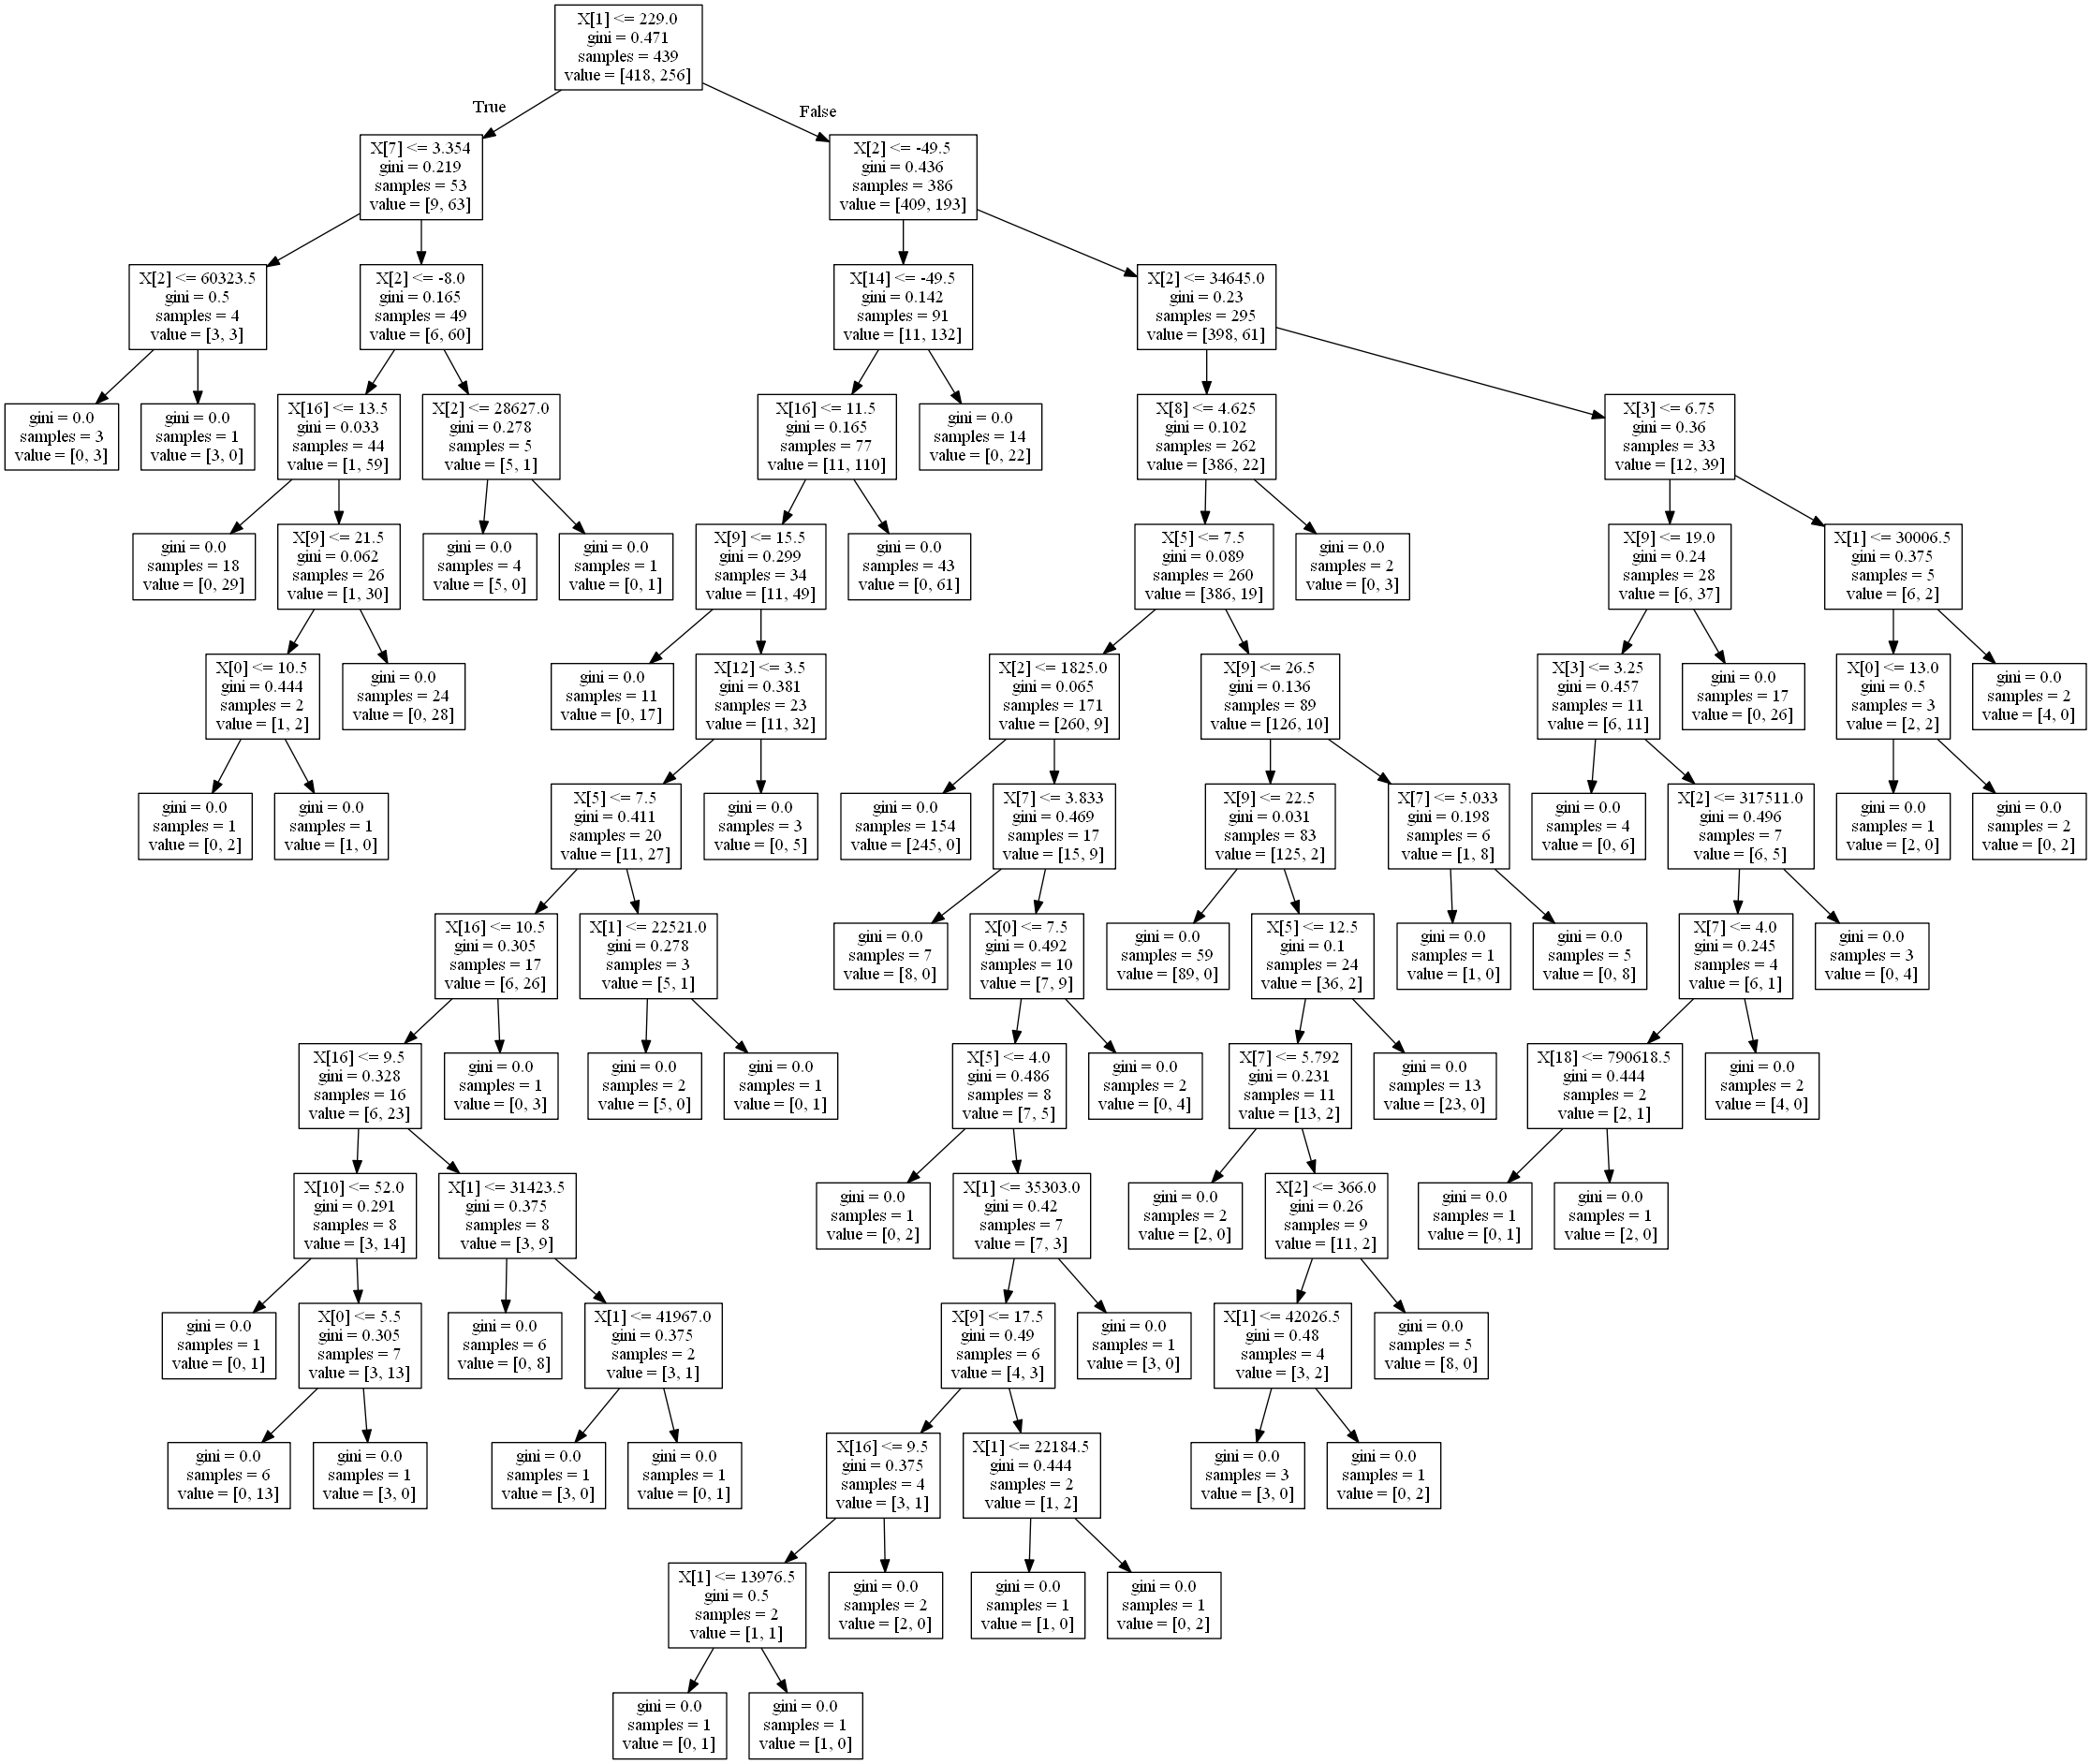 X[1] <= 229.0
gini = 0.471
samples = 439
value = [418, 256]
True
False
X[7] <= 3.354
gini = 0.219
samples = 53
value = [9, 63]
X[2] <= -49.5
gini = 0.436
samples = 386
value = [409, 193]
X[2] <= 60323.5
gini = 0.5
samples = 4
value = [3, 3]
X[2] <= -8.0
gini = 0.165
samples = 49
value = [6, 60]
X[14] <= -49.5
gini = 0.142
samples = 91
value = [11, 132]
X[2] <= 34645.0
gini = 0.23
samples = 295
value = [398, 61]
gini = 0.0
samples = 3
value = [0, 3]
gini = 0.0
samples = 1
value = [3, 0]
X[16] <= 13.5
gini = 0.033
samples = 44
value = [1, 59]
X[2] <= 28627.0
gini = 0.278
samples = 5
value = [5, 1]
X[16] <= 11.5
gini = 0.165
samples = 77
value = [11, 110]
gini = 0.0
samples = 14
value = [0, 22]
X[8] <= 4.625
gini = 0.102
samples = 262
value = [386, 22]
X[3] <= 6.75
gini = 0.36
samples = 33
value = [12, 39]
gini = 0.0
samples = 18
value = [0, 29]
X[9] <= 21.5
gini = 0.062
samples = 26
value = [1, 30]
gini = 0.0
samples = 4
value = [5, 0]
gini = 0.0
samples = 1
value = [0, 1]
X[9] <= 15.5
gini = 0.299
samples = 34
value = [11, 49]
gini = 0.0
samples = 43
value = [0, 61]
X[5] <= 7.5
gini = 0.089
samples = 260
value = [386, 19]
gini = 0.0
samples = 2
value = [0, 3]
X[9] <= 19.0
gini = 0.24
samples = 28
value = [6, 37]
X[1] <= 30006.5
gini = 0.375
samples = 5
value = [6, 2]
X[0] <= 10.5
gini = 0.444
samples = 2
value = [1, 2]
gini = 0.0
samples = 24
value = [0, 28]
gini = 0.0
samples = 11
value = [0, 17]
X[12] <= 3.5
gini = 0.381
samples = 23
value = [11, 32]
X[2] <= 1825.0
gini = 0.065
samples = 171
value = [260, 9]
X[9] <= 26.5
gini = 0.136
samples = 89
value = [126, 10]
X[3] <= 3.25
gini = 0.457
samples = 11
value = [6, 11]
gini = 0.0
samples = 17
value = [0, 26]
X[0] <= 13.0
gini = 0.5
samples = 3
value = [2, 2]
gini = 0.0
samples = 2
value = [4, 0]
gini = 0.0
samples = 1
value = [0, 2]
gini = 0.0
samples = 1
value = [1, 0]
X[5] <= 7.5
gini = 0.411
samples = 20
value = [11, 27]
gini = 0.0
samples = 3
value = [0, 5]
gini = 0.0
samples = 154
value = [245, 0]
X[7] <= 3.833
gini = 0.469
samples = 17
value = [15, 9]
X[9] <= 22.5
gini = 0.031
samples = 83
value = [125, 2]
X[7] <= 5.033
gini = 0.198
samples = 6
value = [1, 8]
gini = 0.0
samples = 4
value = [0, 6]
X[2] <= 317511.0
gini = 0.496
samples = 7
value = [6, 5]
gini = 0.0
samples = 1
value = [2, 0]
gini = 0.0
samples = 2
value = [0, 2]
X[16] <= 10.5
gini = 0.305
samples = 17
value = [6, 26]
X[1] <= 22521.0
gini = 0.278
samples = 3
value = [5, 1]
gini = 0.0
samples = 7
value = [8, 0]
X[0] <= 7.5
gini = 0.492
samples = 10
value = [7, 9]
gini = 0.0
samples = 59
value = [89, 0]
X[5] <= 12.5
gini = 0.1
samples = 24
value = [36, 2]
gini = 0.0
samples = 1
value = [1, 0]
gini = 0.0
samples = 5
value = [0, 8]
X[7] <= 4.0
gini = 0.245
samples = 4
value = [6, 1]
gini = 0.0
samples = 3
value = [0, 4]
X[16] <= 9.5
gini = 0.328
samples = 16
value = [6, 23]
gini = 0.0
samples = 1
value = [0, 3]
gini = 0.0
samples = 2
value = [5, 0]
gini = 0.0
samples = 1
value = [0, 1]
X[5] <= 4.0
gini = 0.486
samples = 8
value = [7, 5]
gini = 0.0
samples = 2
value = [0, 4]
X[7] <= 5.792
gini = 0.231
samples = 11
value = [13, 2]
gini = 0.0
samples = 13
value = [23, 0]
X[18] <= 790618.5
gini = 0.444
samples = 2
value = [2, 1]
gini = 0.0
samples = 2
value = [4, 0]
X[10] <= 52.0
gini = 0.291
samples = 8
value = [3, 14]
X[1] <= 31423.5
gini = 0.375
samples = 8
value = [3, 9]
gini = 0.0
samples = 1
value = [0, 2]
X[1] <= 35303.0
gini = 0.42
samples = 7
value = [7, 3]
gini = 0.0
samples = 2
value = [2, 0]
X[2] <= 366.0
gini = 0.26
samples = 9
value = [11, 2]
gini = 0.0
samples = 1
value = [0, 1]
gini = 0.0
samples = 1
value = [2, 0]
gini = 0.0
samples = 1
value = [0, 1]
X[0] <= 5.5
gini = 0.305
samples = 7
value = [3, 13]
gini = 0.0
samples = 6
value = [0, 8]
X[1] <= 41967.0
gini = 0.375
samples = 2
value = [3, 1]
X[9] <= 17.5
gini = 0.49
samples = 6
value = [4, 3]
gini = 0.0
samples = 1
value = [3, 0]
X[1] <= 42026.5
gini = 0.48
samples = 4
value = [3, 2]
gini = 0.0
samples = 5
value = [8, 0]
gini = 0.0
samples = 6
value = [0, 13]
gini = 0.0
samples = 1
value = [3, 0]
gini = 0.0
samples = 1
value = [3, 0]
gini = 0.0
samples = 1
value = [0, 1]
X[16] <= 9.5
gini = 0.375
samples = 4
value = [3, 1]
X[1] <= 22184.5
gini = 0.444
samples = 2
value = [1, 2]
gini = 0.0
samples = 3
value = [3, 0]
gini = 0.0
samples = 1
value = [0, 2]
X[1] <= 13976.5
gini = 0.5
samples = 2
value = [1, 1]
gini = 0.0
samples = 2
value = [2, 0]
gini = 0.0
samples = 1
value = [1, 0]
gini = 0.0
samples = 1
value = [0, 2]
gini = 0.0
samples = 1
value = [0, 1]
gini = 0.0
samples = 1
value = [1, 0]